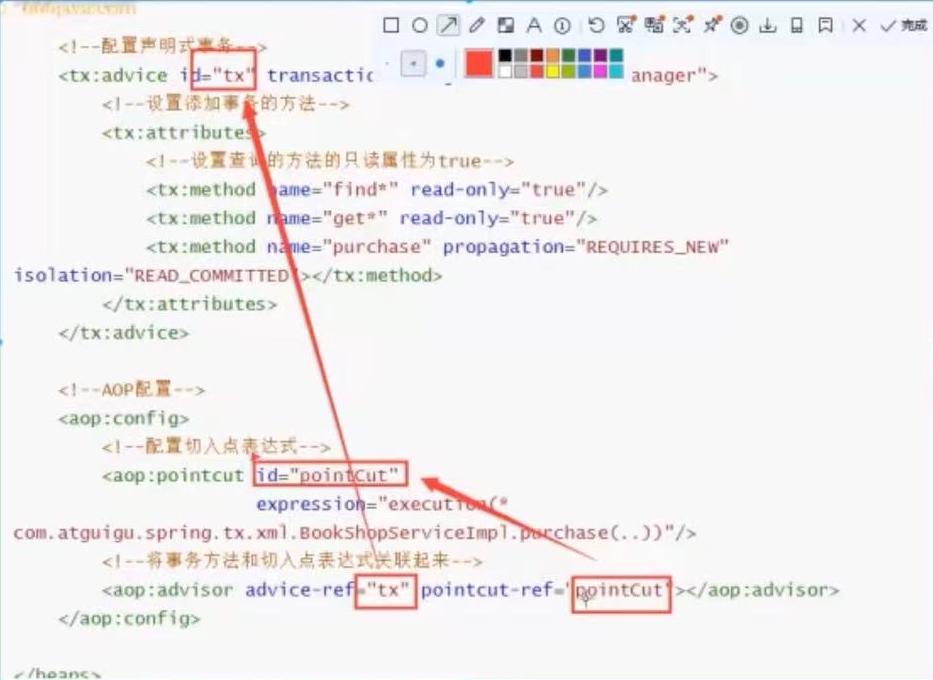 完成
<!--配置声明式事务-->
<tx:advice id="tx" transactio anager">
<!--设置添加事务的方法-->
<tx:attributes>
<!--设置查询的方法的只读属性为true-->
<tx:method name="find*" read-only="true"/>
<tx:method name="get*" read-only="true"/>
<tx:method name="purchase" propagation="REQUIRES_NEW"
isolation="READ_COMMITTED"></tx:method>
</tx:attributes>
</tx:advice>
<!--AOP配置-->
<aop:config>
<!--配置切入点表达式-->
<aop:pointcut id="pointCut"
expression="execution(*
com.atguigu.spring.tx.xml.BookShopServiceImpl.purchase(..))"/>
<!--将事务方法和切入点表达式关联起来-->
<aop:advisor advice-ref="tx" pointcut-ref="pointCut"></aop:advisor>
</aop:config>
</beans>